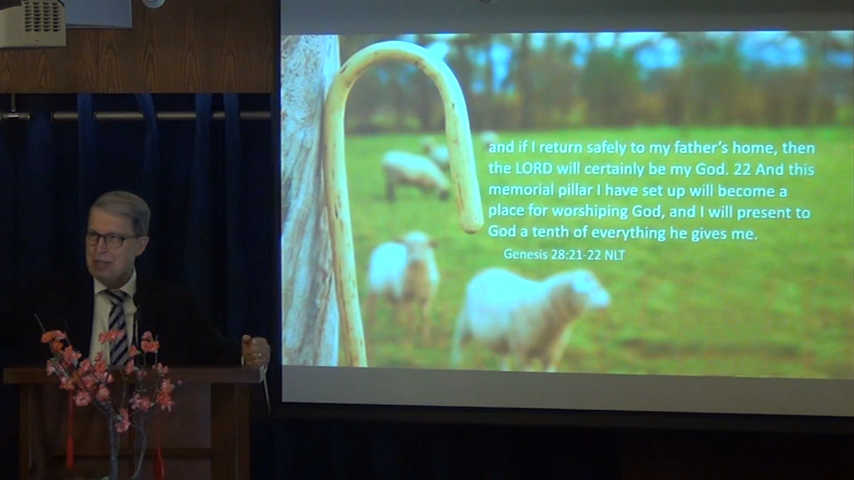 and if I return safely to my father's home, then
the LORD will certainly be my God. 22 And this
memorial pillar I have set up will become a
place for worshiping God, and I will present to
God a tenth of everything he gives me.
Genesis 28:21-22 NLT